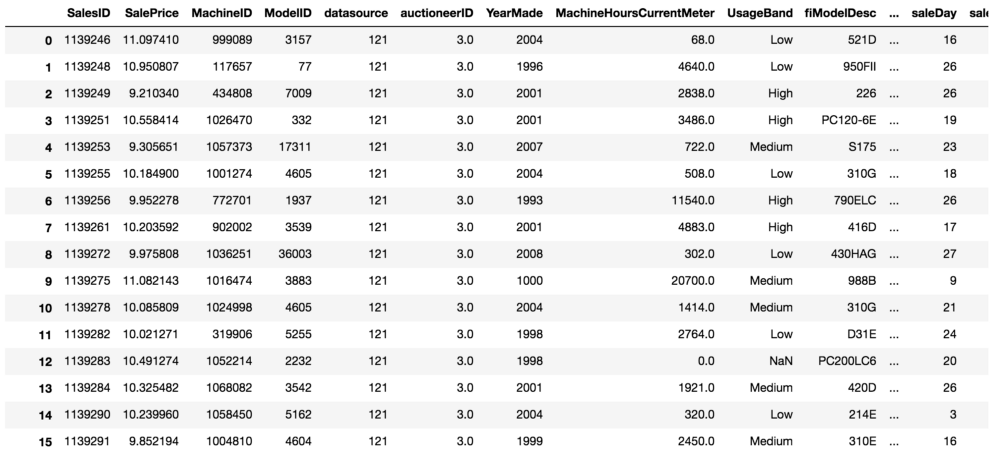 SalesID SalePrice MachineID ModelID datasource auctioneerID YearMade MachineHoursCurrentMeter UsageBand fiModelDesc ... saleDay sale
0 1139246 11.097410 999089 3157 121 3.0 2004 68.0 Low 521D ... 16
1 1139248 10.950807 117657 77 121 3.0 1996 4640.0 Low 950FII ... 26
2 1139249 9.210340 434808 7009 121 3.0 2001 2838.0 High 226 ... 26
3 1139251 10.558414 1026470 332 121 3.0 2001 3486.0 High PC120-6E ... 19
4 1139253 9.305651 1057373 17311 121 3.0 2007 722.0 Medium S175 ... 23
5 1139255 10.184900 1001274 4605 121 3.0 2004 508.0 Low 310G ... 18
6 1139256 9.952278 772701 1937 121 3.0 1993 11540.0 High 790ELC ... 26
7 1139261 10.203592 902002 3539 121 3.0 2001 4883.0 High 416D ... 17
8 1139272 9.975808 1036251 36003 121 3.0 2008 302.0 Low 430HAG ... 27
9 1139275 11.082143 1016474 3883 121 3.0 1000 20700.0 Medium 988B ... 9
10 1139278 10.085809 1024998 4605 121 3.0 2004 1414.0 Medium 310G ... 21
11 1139282 10.021271 319906 5255 121 3.0 1998 2764.0 Low D31E ... 24
12 1139283 10.491274 1052214 2232 121 3.0 1998 0.0 NaN PC200LC6 ... 20
13 1139284 10.325482 1068082 3542 121 3.0 2001 1921.0 Medium 420D ... 26
14 1139290 10.239960 1058450 5162 121 3.0 2004 320.0 Low 214E ... 3
15 1139291 9.852194 1004810 4604 121 3.0 1999 2450.0 Medium 310E ... 16